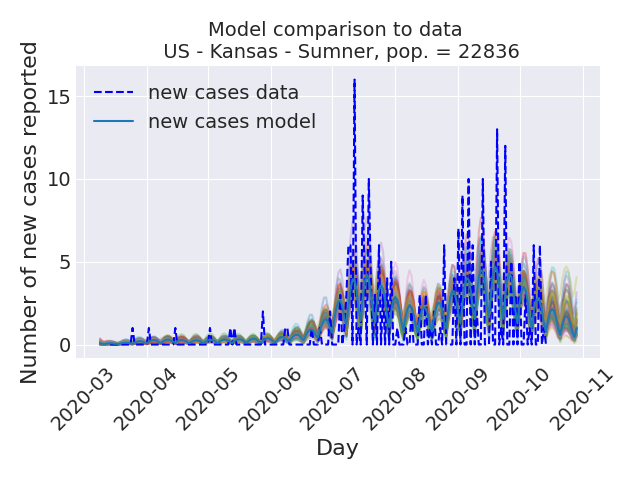 Model comparison to data
US - Kansas - Sumner, pop. = 22836
Number of new cases reported
new cases data
new cases model
15
10
5
0
2020-03
2020-04
2020-05
2020-06
2020-07
2020-08
2020-09
2020-10
2020-11
Day